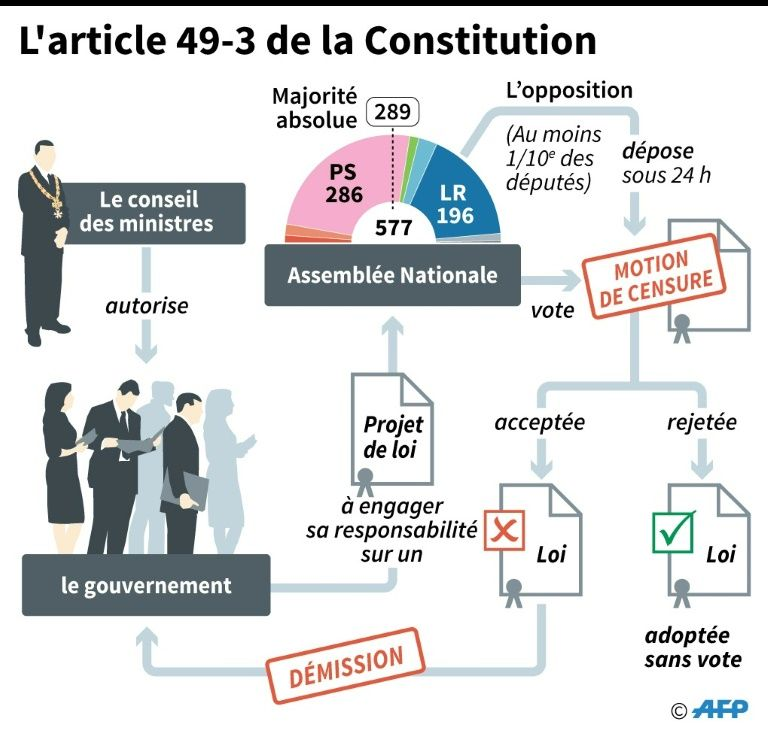 L'article 49-3 de la Constitution
Majorité
absolue
289
L'opposition
(Au moins
1/10e des
députés)
dépose
sous 24 h
PS
286
LR
196
577
Le conseil
des ministres
Assemblée Nationale
MOTION
DE CENSURE
vote
autorise
Projet
de loi
acceptée
rejetée
à engager
sa responsabilité
sur un
Loi
Loi
le gouvernement
adoptée
sans vote
DÉMISSION
© AFP